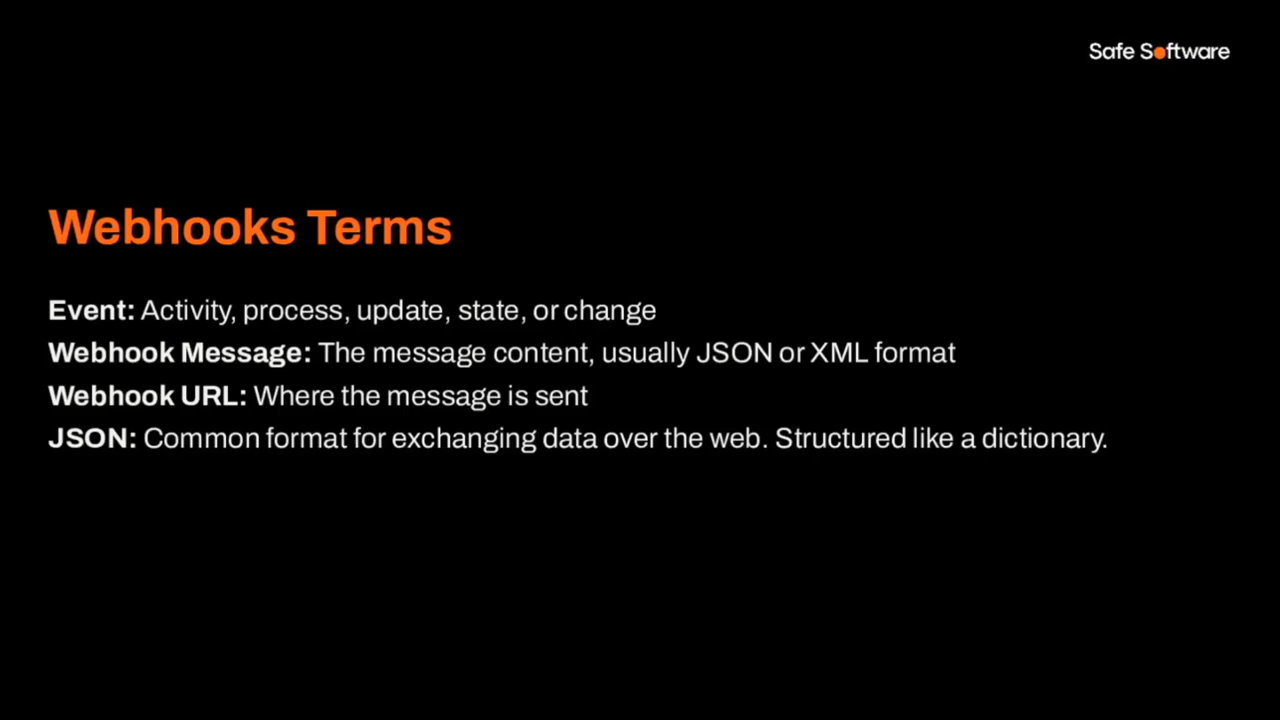 Safe Software
Webhooks Terms
Event: Activity, process, update, state, or change
Webhook Message: The message content, usually JSON or XML format
Webhook URL: Where the message is sent
JSON: Common format for exchanging data over the web. Structured like a dictionary.